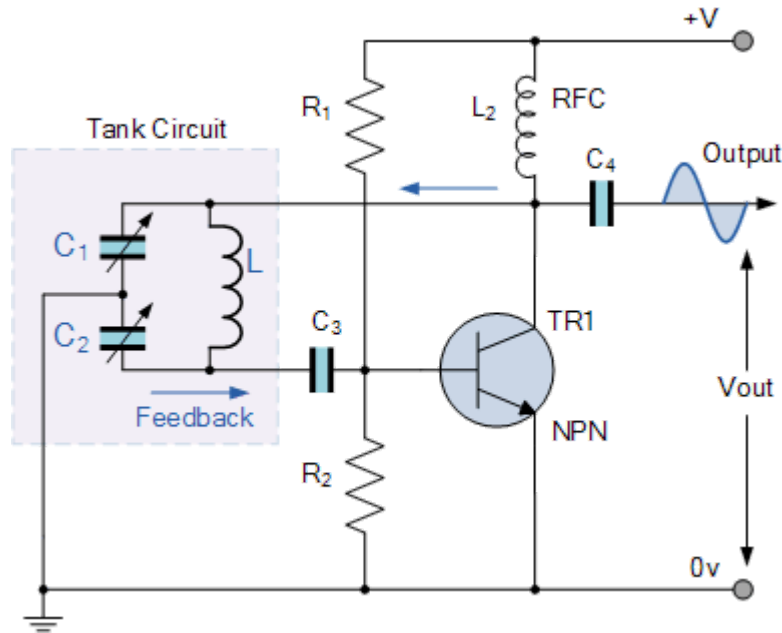 +V
R₁
L₂
RFC
Tank Circuit
C₄
Output
C₁
L
C₂
C₃
TR1
Vout
Feedback
NPN
R₂
0v